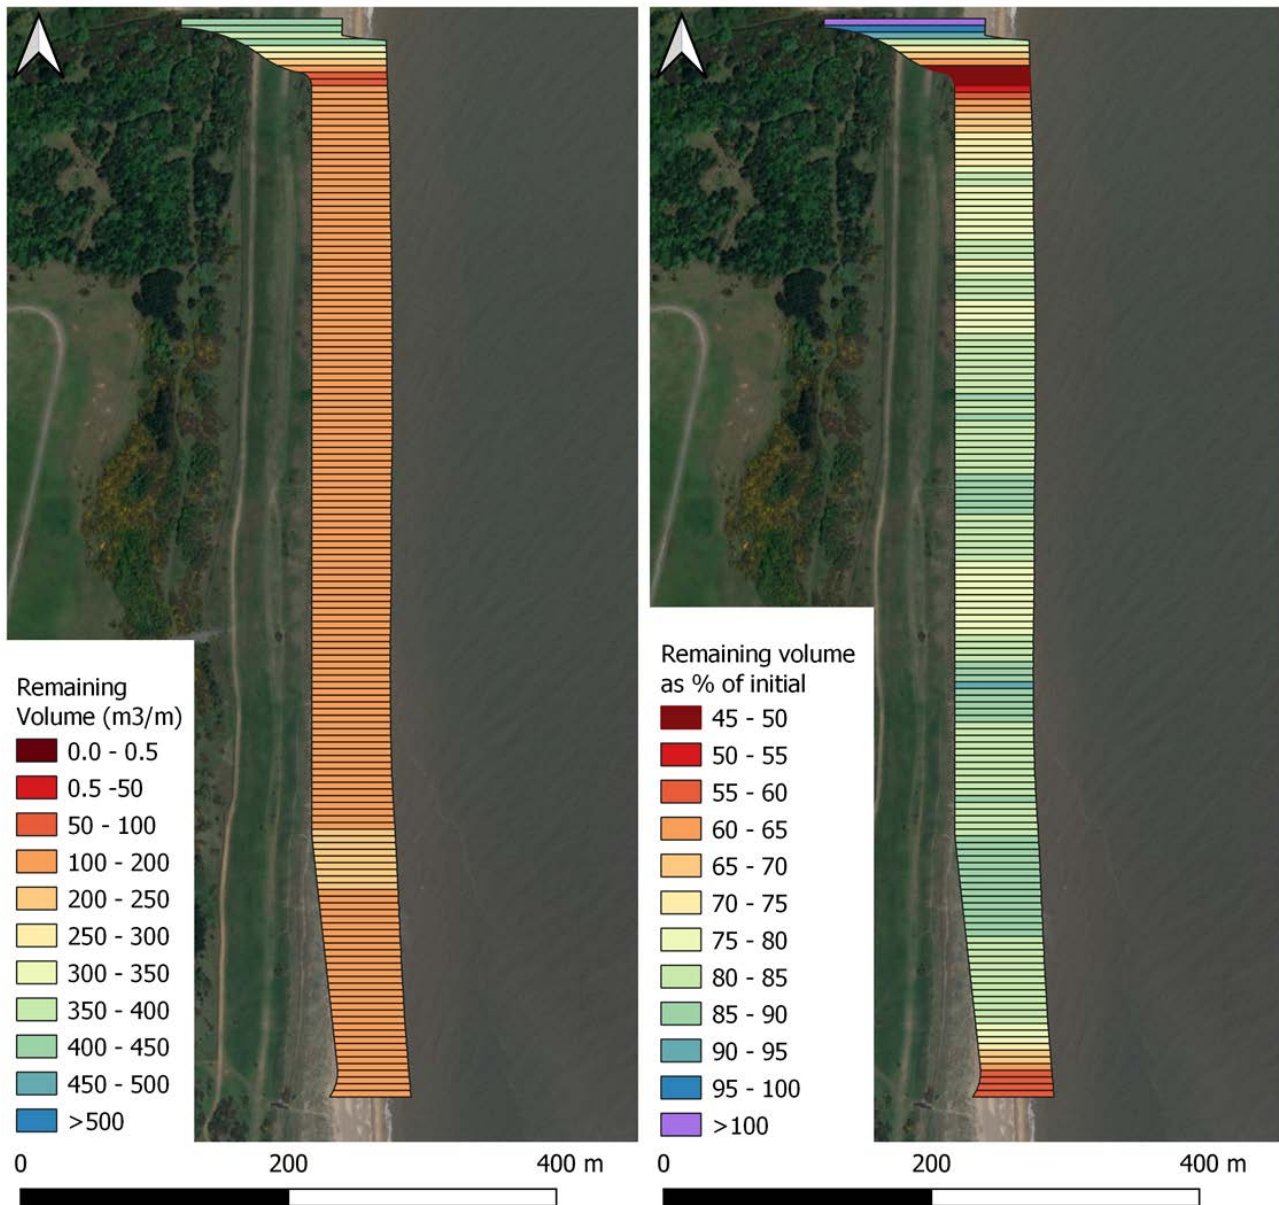 Remaining
Volume (m3/m)
0.0 - 0.5
0.5 -50
50 - 100
100 - 200
200 - 250
250 - 300
300 - 350
350 - 400
400 - 450
450 - 500
>500
0 200 400 m
Remaining volume
as % of initial
45 - 50
50 - 55
55 - 60
60 - 65
65 - 70
70 - 75
75 - 80
80 - 85
85 - 90
90 - 95
95 - 100
>100
0 200 400 m